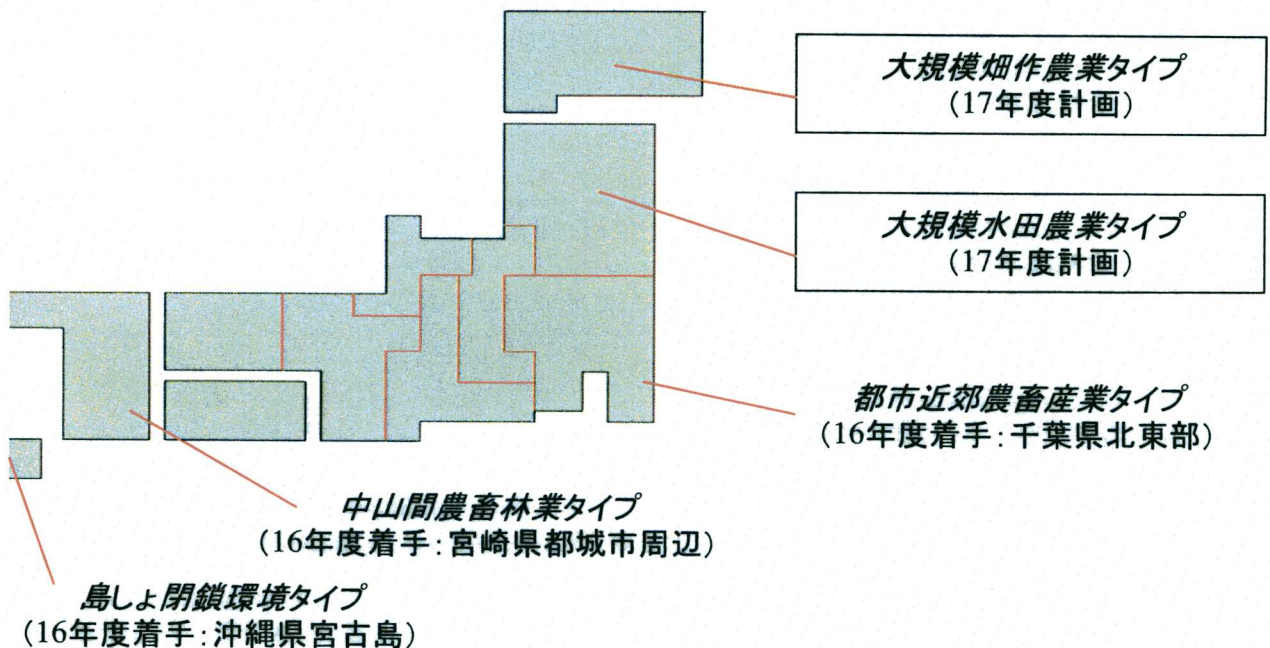 大規模畑作農業タイプ
(17年度計画)
大規模水田農業タイプ
(17年度計画)
都市近郊農畜産業タイプ
(16年度着手:千葉県北東部)
中山間農畜林業タイプ
(16年度着手:宮崎県都城市周辺)
島しょ閉鎖環境タイプ
(16年度着手:沖縄県宮古島)